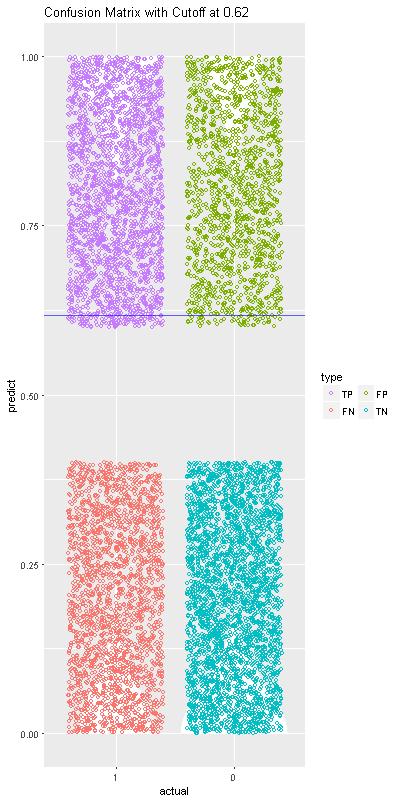 Confusion Matrix with Cutoff at 0.62
1.00
0.75
0.50
0.25
0.00
predict
1 0
actual
type
TP FP
FN TN